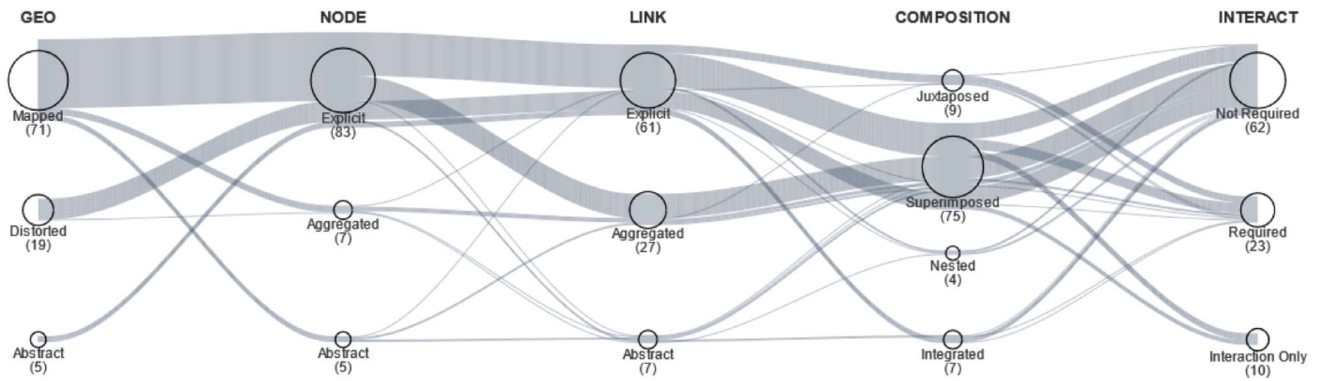 GEO NODE LINK COMPOSITION INTERACT
Mapped
(71)
Explicit
(83)
Explicit
(61)
Juxtaposed
(9)
Not Required
(62)
Distorted
(19)
Aggregated
(7)
Aggregated
(27)
Superimposed
(75)
Required
(23)
Nested
(4)
Abstract
(5)
Abstract
(5)
Abstract
(7)
Integrated
(7)
Interaction Only
(10)